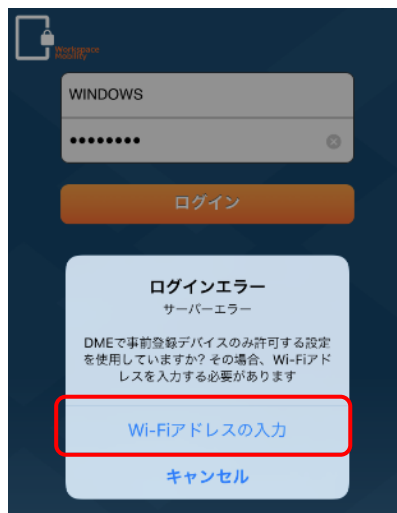 Workspace
Mobility
WINDOWS
••••••••
ログイン
ログインエラー
サーバーエラー
DMEで事前登録デバイスのみ許可する設定
を使用していますか? その場合、Wi-Fiアド
レスを入力する必要があります
Wi-Fiアドレスの入力
キャンセル